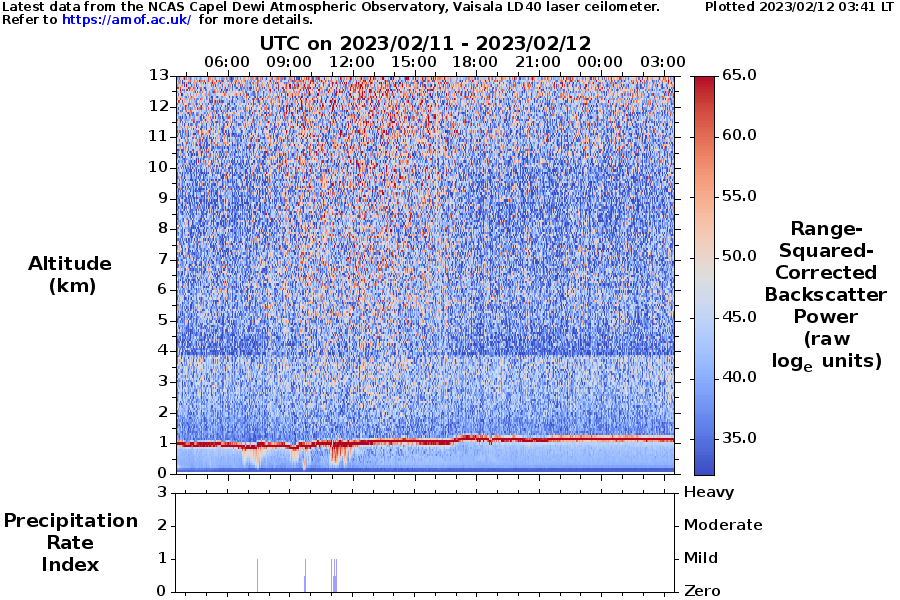 Latest data from the NCAS Capel Dewi Atmospheric Observatory, Vaisala LD40 laser ceilometer. Plotted 2023/02/12 03:41 LT
Refer to https://amof.ac.uk/ for more details.
UTC on 2023/02/11 - 2023/02/12
06:00 09:00 12:00 15:00 18:00 21:00 00:00 03:00
13
12
11
10
9
8
7
6
5
4
3
2
1
0
Altitude
(km)
65.0
60.0
55.0
50.0
45.0
40.0
35.0
Range-
Squared-
Corrected
Backscatter
Power
(raw
loge units)
Precipitation
Rate
Index
3
2
1
0
Heavy
Moderate
Mild
Zero